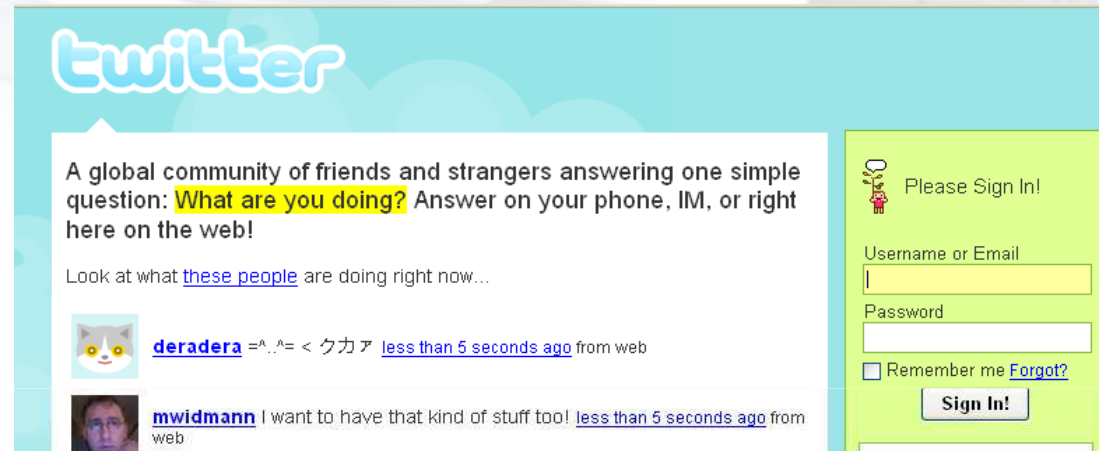 twitter
A global community of friends and strangers answering one simple
question: What are you doing? Answer on your phone, IM, or right
here on the web!
Look at what these people are doing right now...
deradera =^..^= < クカァ less than 5 seconds ago from web
mwidmann I want to have that kind of stuff too! less than 5 seconds ago from
web
Please Sign In!
Username or Email
Password
Remember me Forgot?
Sign In!